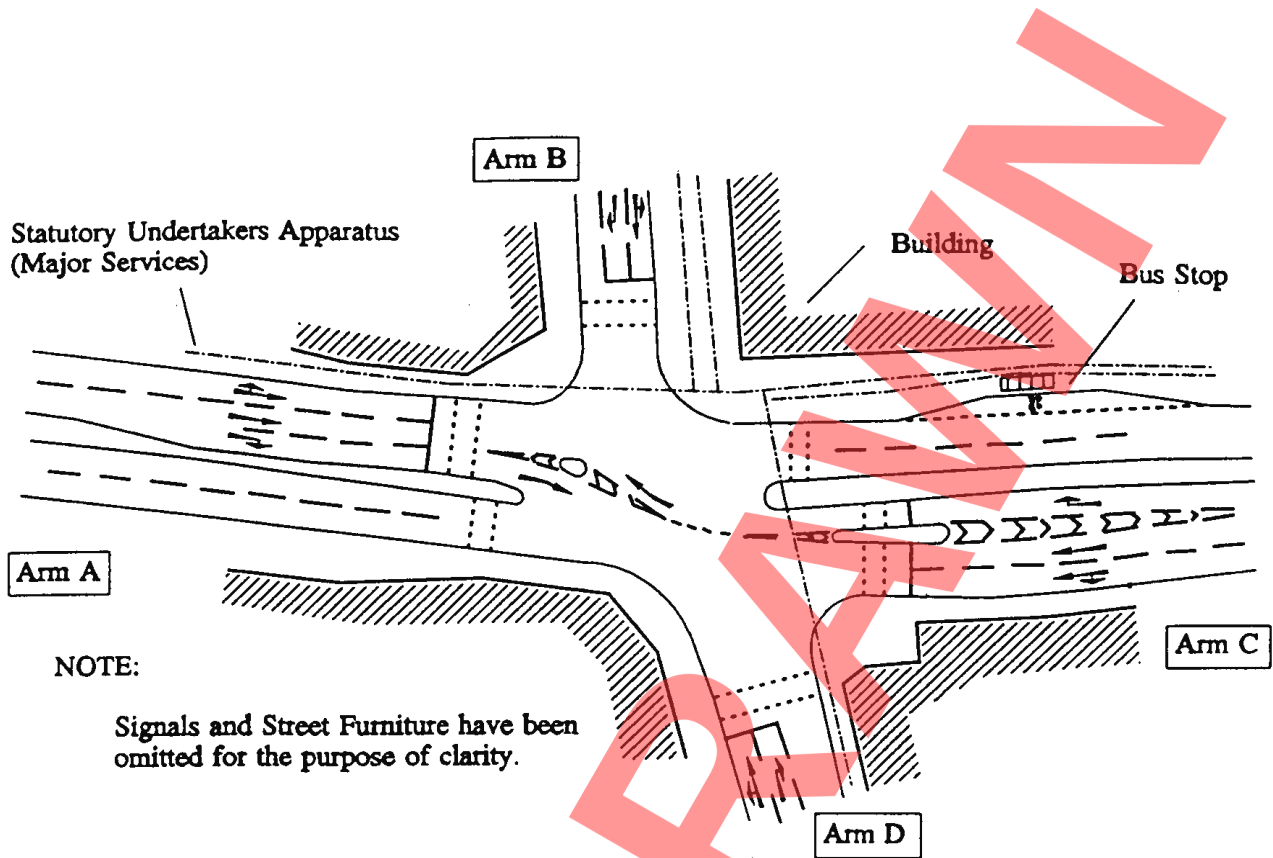 Arm B
Statutory Undertakers Apparatus
(Major Services)
Building
Bus Stop
Arm A
Arm C
NOTE:
Signals and Street Furniture have been
omitted for the purpose of clarity.
Arm D
RAWN